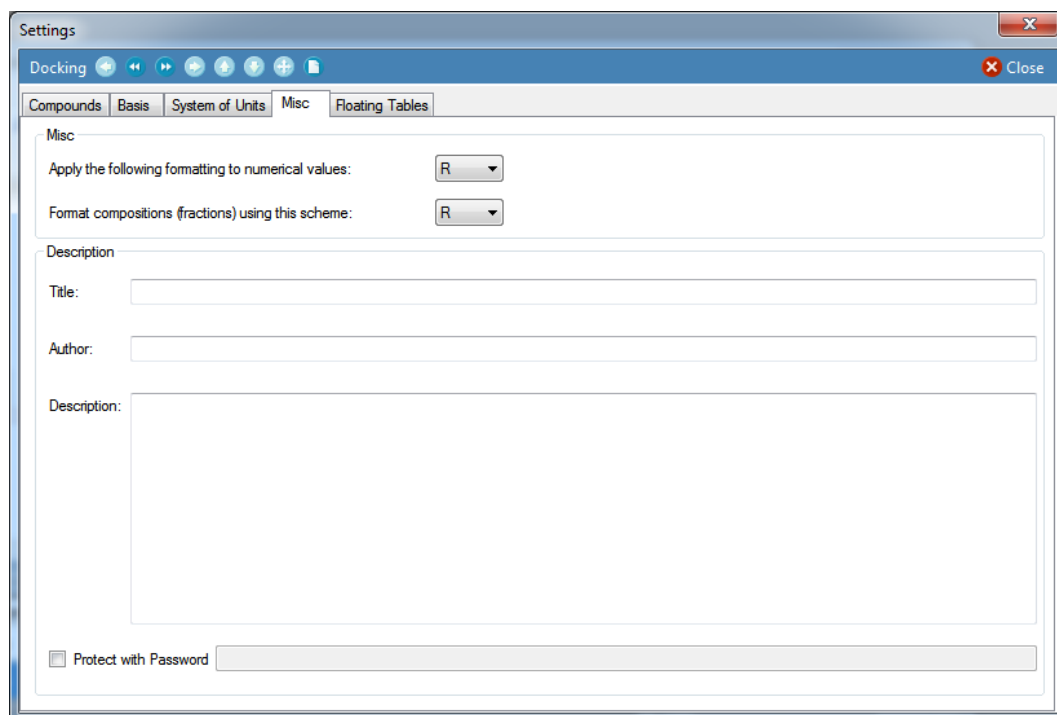 Settings
Docking Close
Compounds Basis System of Units Misc Floating Tables
Misc
Apply the following formatting to numerical values: R
Format compositions (fractions) using this scheme: R
Description
Title:
Author:
Description:
Protect with Password